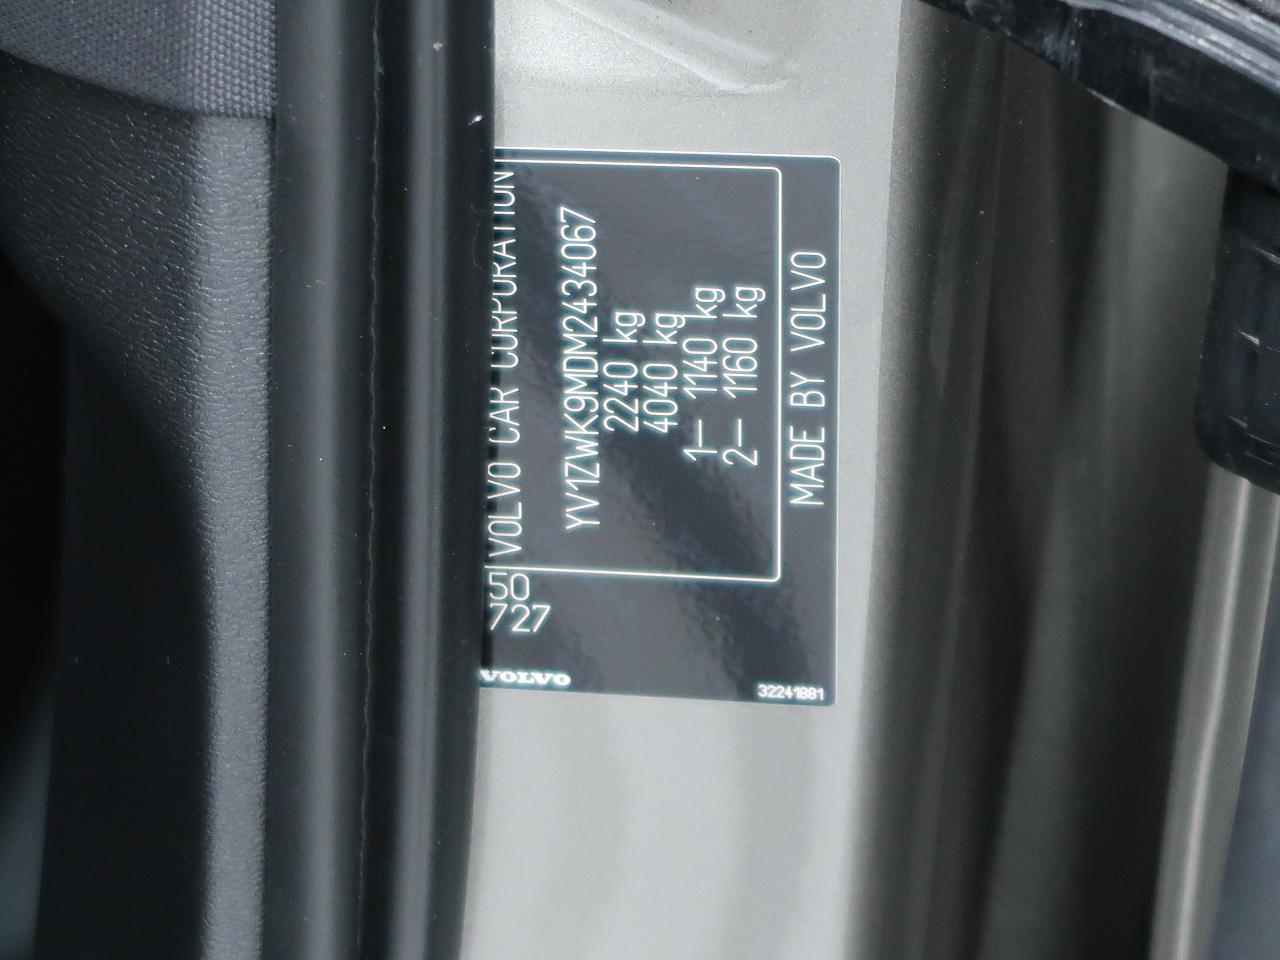 VOLVO CAR CORPORATION
YV1ZWK9MDM2434067
2240 kg
4040 kg
1– 1140 kg
2– 1160 kg
MADE BY VOLVO
50
727
VOLVO
32241881